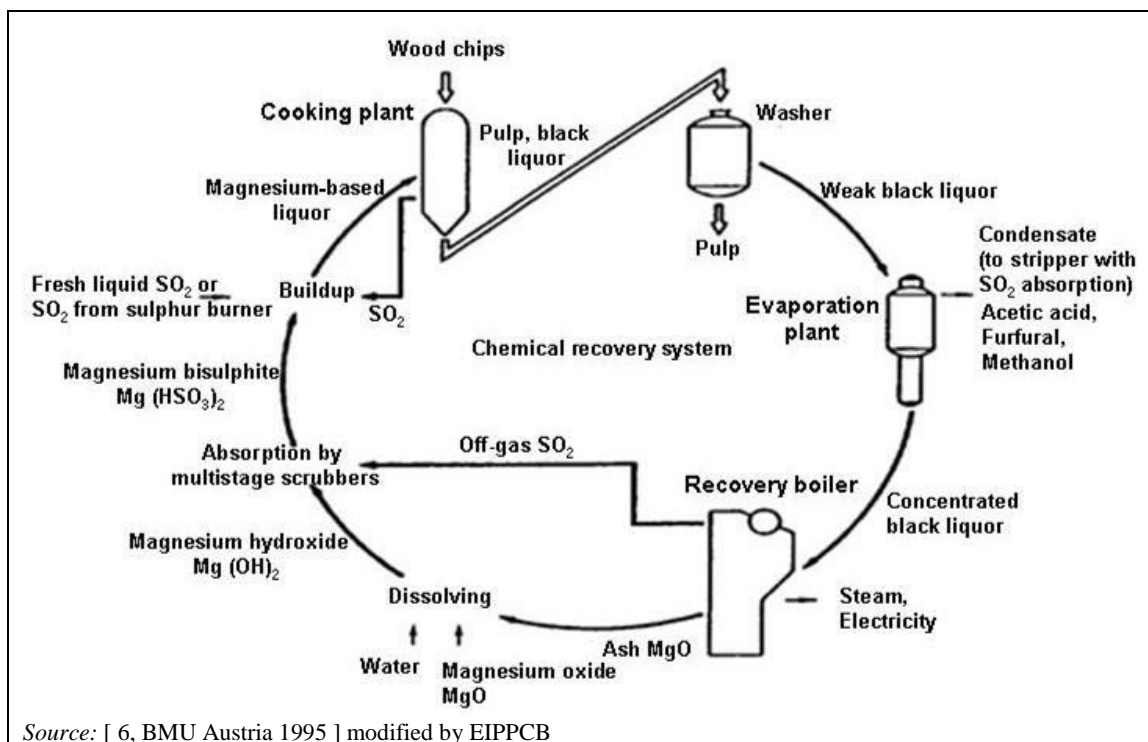 Wood chips
Cooking plant
Pulp, black
liquor
Washer
Magnesium-based
liquor
Weak black liquor
Pulp
Condensate
(to stripper with
SO₂ absorption)
Acetic acid,
Furfural,
Methanol
Fresh liquid SO₂ or
SO₂ from sulphur burner
Buildup
SO₂
Evaporation
plant
Chemical recovery system
Magnesium bisulphite
Mg (HSO₃)₂
Off-gas SO₂
Absorption by
multistage scrubbers
Recovery boiler
Concentrated
black liquor
Magnesium hydroxide
Mg (OH)₂
Dissolving
Steam,
Electricity
Ash MgO
Water
Magnesium oxide
MgO
Source: [ 6, BMU Austria 1995 ] modified by EIPPCB